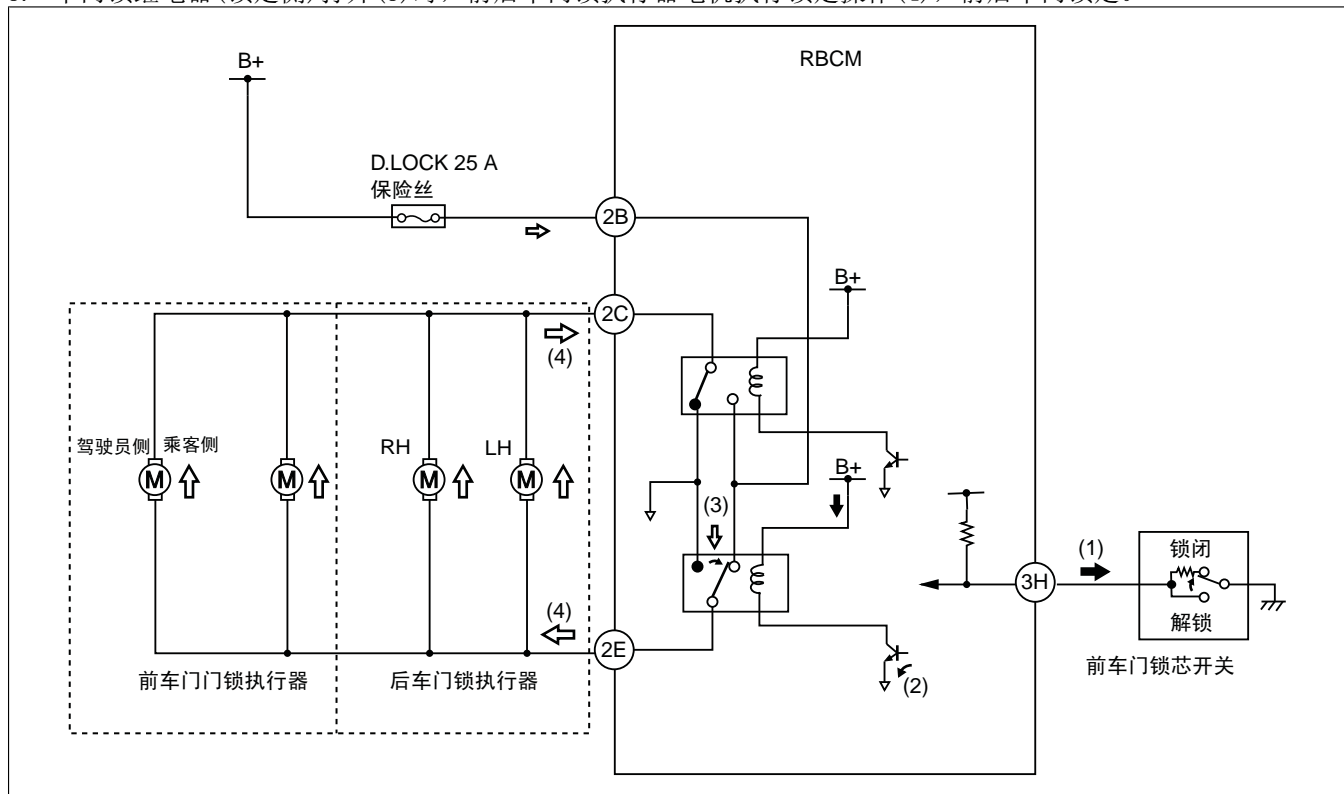 RBCM
B+
D.LOCK 25 A
保险丝
2B
B+
2C
(4)
驾驶员侧 乘客侧
RH
LH
M
M
M
M
B+
(3)
(1)
锁闭
3H
解锁
(4)
2E
(2)
前车门锁芯开关
前车门门锁执行器
后车门锁执行器